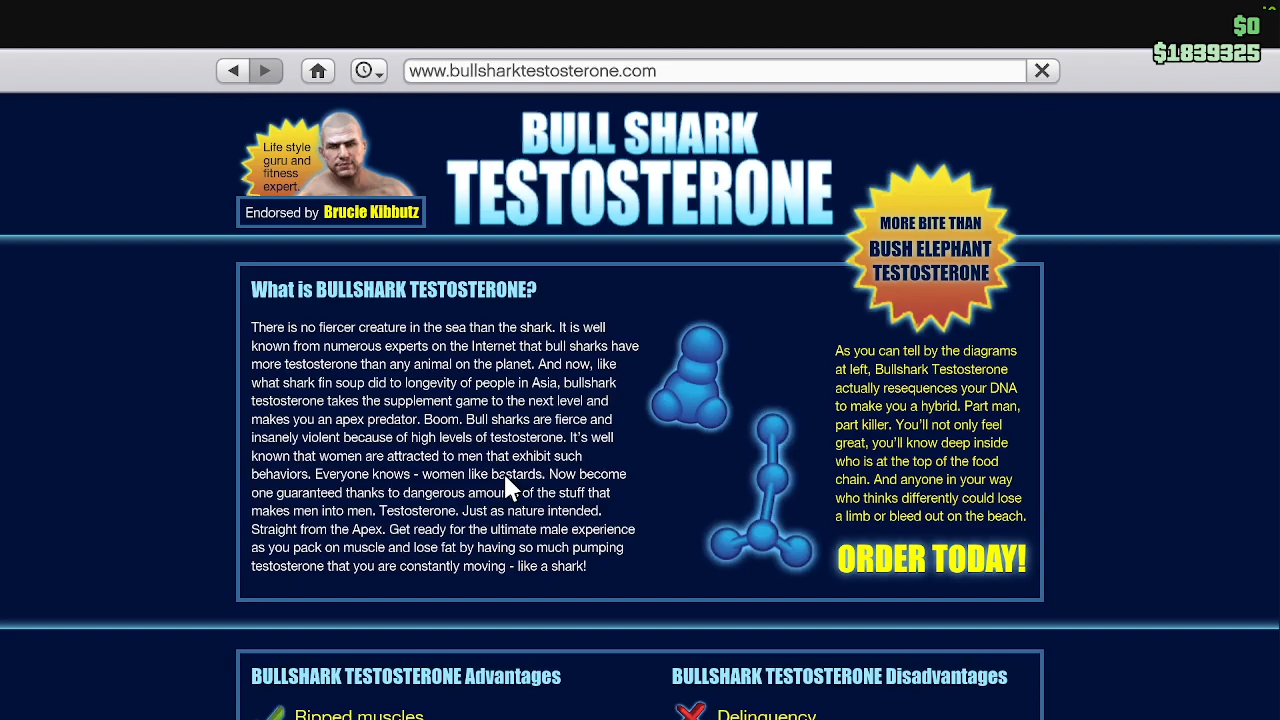 $0
$1839325
www.bullsharktestosterone.com
Life style
guru and
fitness
expert.
Endorsed by Brucie Kibbutz
BULL SHARK
TESTOSTERONE
MORE BITE THAN
BUSH ELEPHANT
TESTOSTERONE
What is BULLSHARK TESTOSTERONE?
There is no fiercer creature in the sea than the shark. It is well
known from numerous experts on the Internet that bull sharks have
more testosterone than any animal on the planet. And now, like
what shark fin soup did to longevity of people in Asia, bullshark
testosterone takes the supplement game to the next level and
makes you an apex predator. Boom. Bull sharks are fierce and
insanely violent because of high levels of testosterone. It's well
known that women are attracted to men that exhibit such
behaviors. Everyone knows - women like bastards. Now become
one guaranteed thanks to dangerous amoun of the stuff that
makes men into men. Testosterone. Just as nature intended.
Straight from the Apex. Get ready for the ultimate male experience
as you pack on muscle and lose fat by having so much pumping
testosterone that you are constantly moving - like a shark!
As you can tell by the diagrams
at left, Bullshark Testosterone
actually resequences your DNA
to make you a hybrid. Part man,
part killer. You'll not only feel
great, you'll know deep inside
who is at the top of the food
chain. And anyone in your way
who thinks differently could lose
a limb or bleed out on the beach.
ORDER TODAY!
BULLSHARK TESTOSTERONE Advantages
Ripped muscles
BULLSHARK TESTOSTERONE Disadvantages
Delinquency